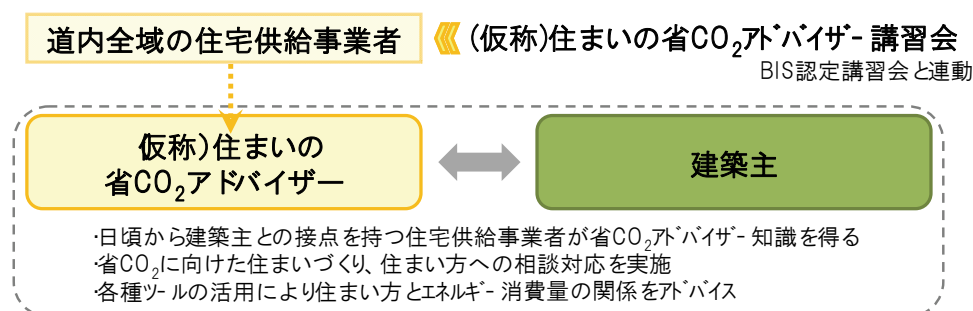 道内全域の住宅供給事業者
(仮称)住まいの省CO2アドバイザー講習会
BIS認定講習会と連動
仮称)住まいの
省CO2アドバイザー
建築主
・日頃から建築主との接点を持つ住宅供給事業者が省CO2アドバイザー知識を得る
・省CO2に向けた住まいづくり、住まい方への相談対応を実施
・各種ツールの活用により住まい方とエネルギー消費量の関係をアドバイス